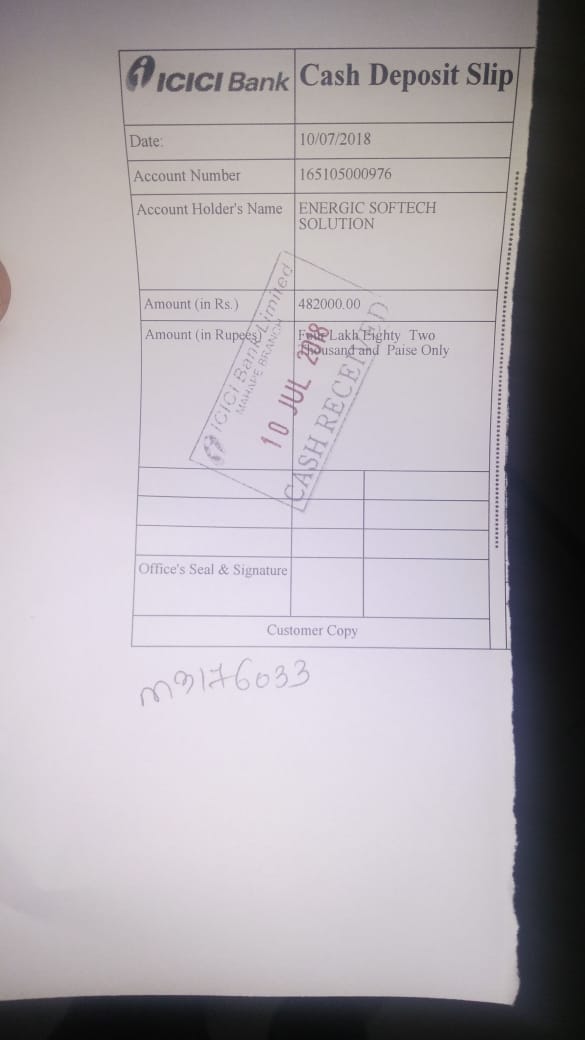 ICICI Bank Cash Deposit Slip
Date: 10/07/2018
Account Number 165105000976
Account Holder's Name ENERGIC SOFTECH
SOLUTION
Amount (in Rs.) 482000.00
Amount (in Rupees) Four Lakh Eighty Two
Thousand and Paise Only
ICICI Bank Limited
MAHAPE BRANCH
10 JUL 2018
CASH RECEIVED
Office's Seal & Signature
Customer Copy
m3176033